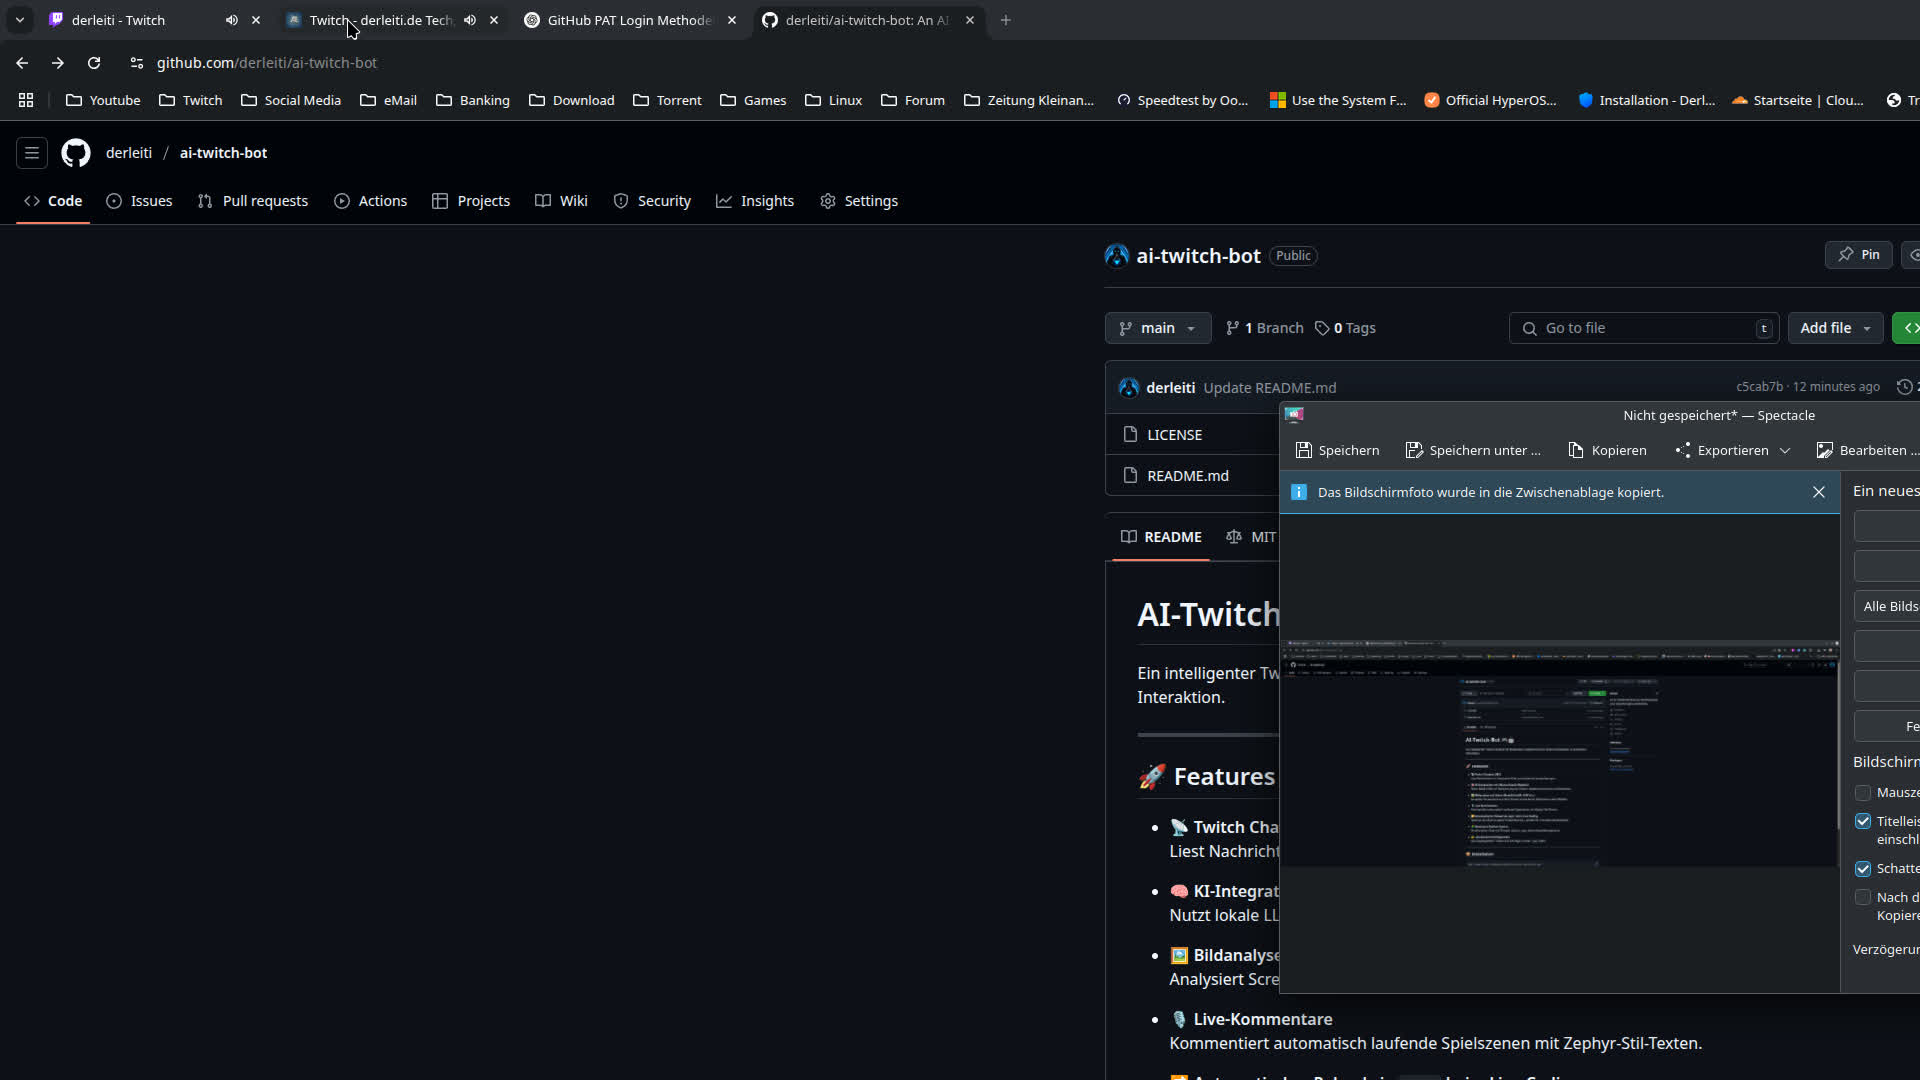 derleiti - Twitch
Twitch - derleiti.de Tech
GitHub PAT Login Methode
derleiti/ai-twitch-bot: An AI
github.com/derleiti/ai-twitch-bot
Youtube
Twitch
Social Media
eMail
Banking
Download
Torrent
Games
Linux
Forum
Zeitung Kleinan...
Speedtest by Oo...
Use the System F...
Official HyperOS...
Installation - Derl...
Startseite | Clou...
derleiti / ai-twitch-bot
Code
Issues
Pull requests
Actions
Projects
Wiki
Security
Insights
Settings
ai-twitch-bot Public
Pin
main
1 Branch
0 Tags
Go to file t
Add file
derleiti Update README.md
c5cab7b · 12 minutes ago
LICENSE
README.md
README
MIT
AI-Twitch
Ein intelligenter Tw
Interaktion.
🚀 Features
📡 Twitch Cha
Liest Nachricht
🧠 KI-Integrat
Nutzt lokale LL
🖼️ Bildanalyse
Analysiert Scre
🎙️ Live-Kommentare
Kommentiert automatisch laufende Spielszenen mit Zephyr-Stil-Texten.
Nicht gespeichert* — Spectacle
Speichern
Speichern unter ...
Kopieren
Exportieren
Bearbeiten ...
Das Bildschirmfoto wurde in die Zwischenablage kopiert.
Ein neues
Alle Bilds
Fe
Bildschirm
Mausze
Titelleis
einschl
Schatte
Nach d
Kopiere
Verzögerun